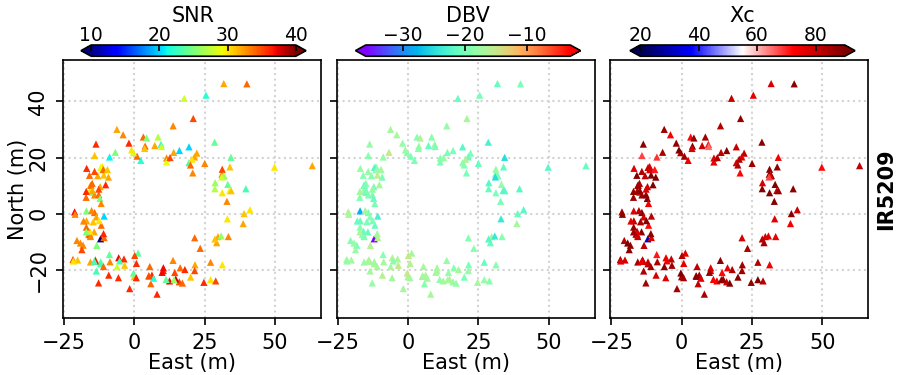 SNR DBV Xc
10 20 30 40 −30 −20 −10 20 40 60 80
40
20
0
−20
North (m)
IR5209
−25 0 25 50 −25 0 25 50 −25 0 25 50
East (m) East (m) East (m)